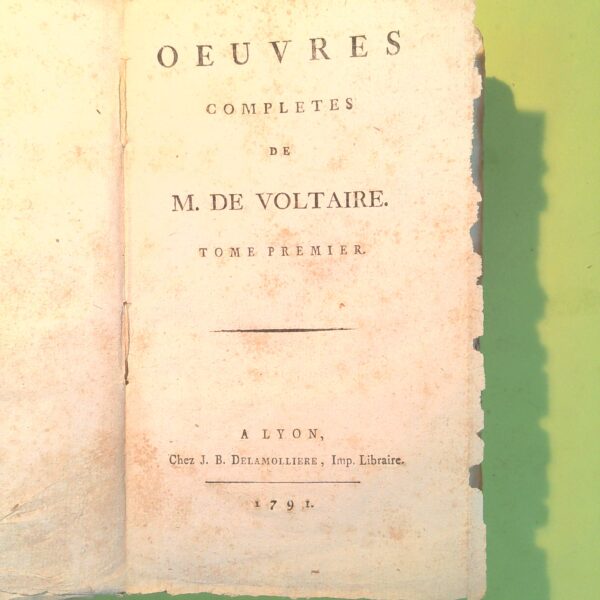 OEUVRES
COMPLETES
DE
M. DE VOLTAIRE.
TOME PREMIER.
A LYON,
Chez J. B. DELAMOLLIERE, Imp. Libraire.
1791.